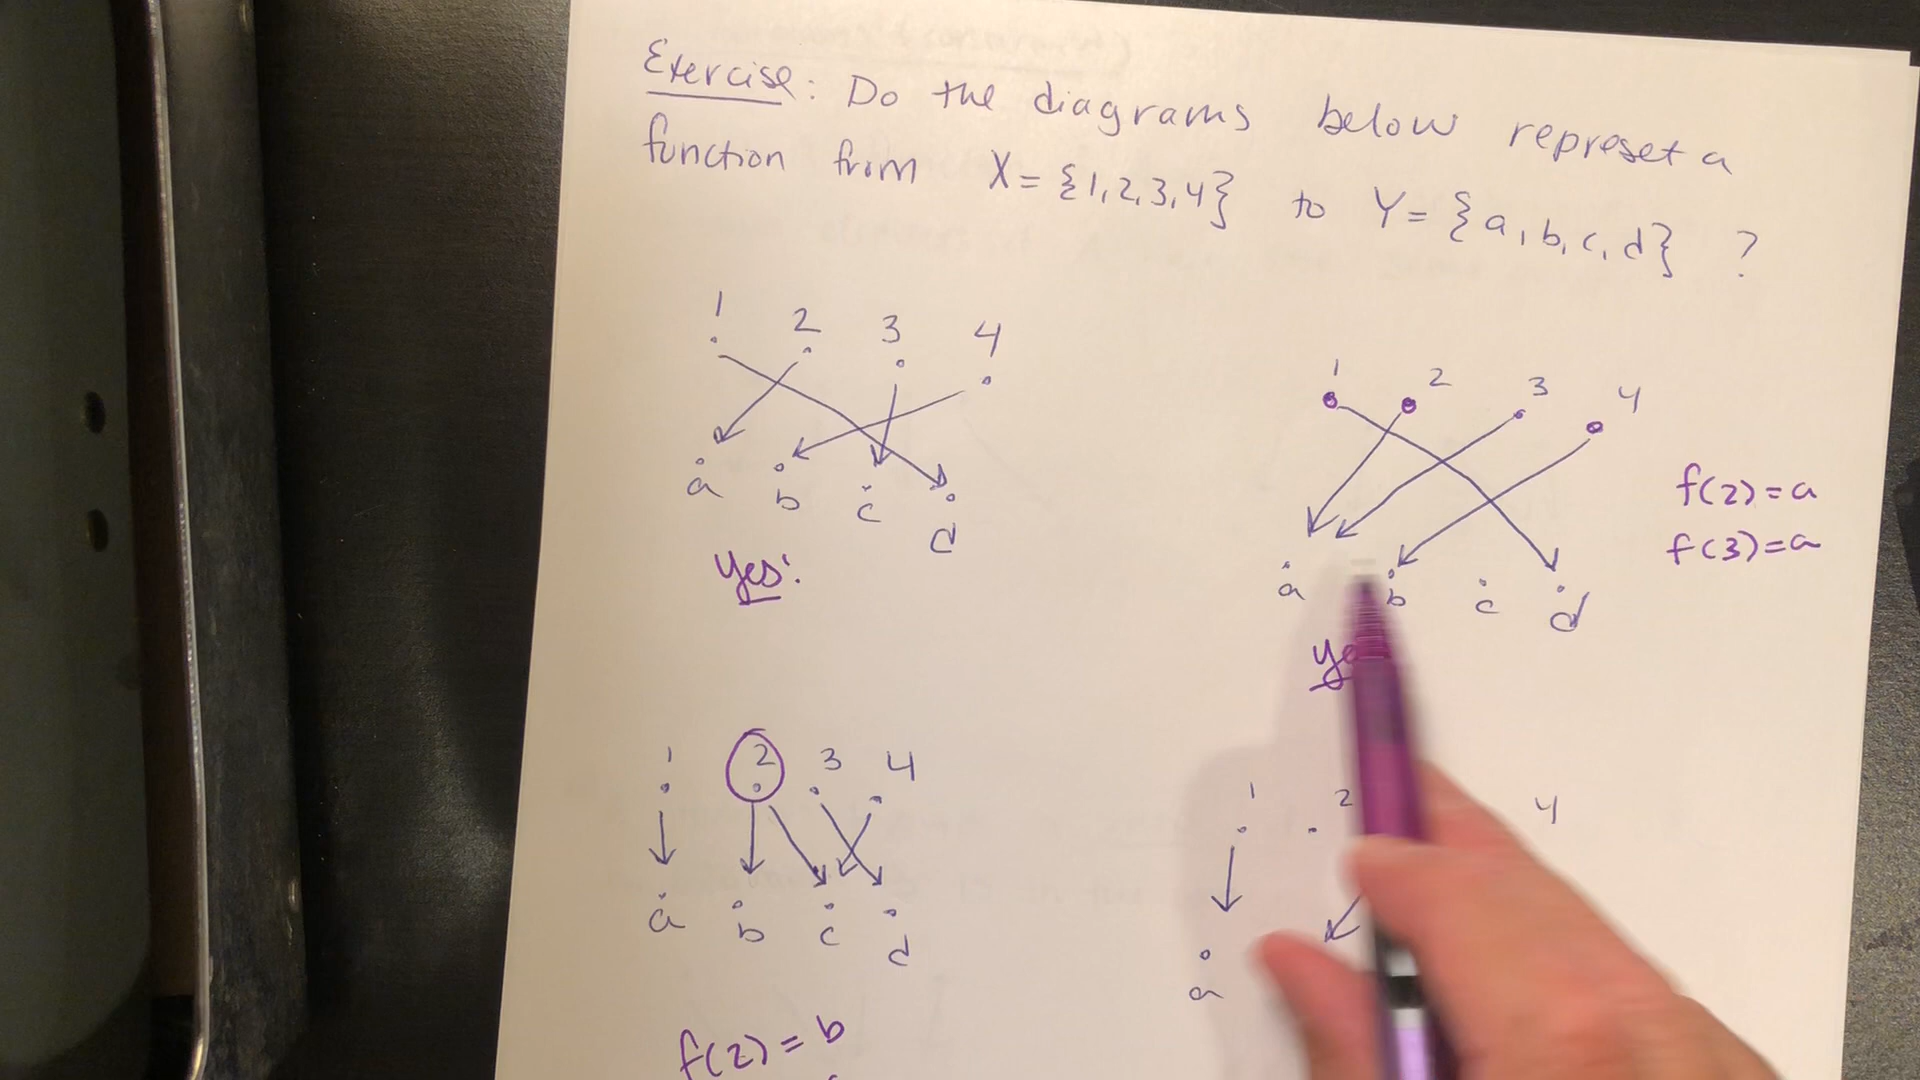 Exercise: Do the diagrams below represet a
function from X = {1,2,3,4} to Y = {a, b, c, d} ?
1 2 3 4
a b c d
Yes:
1 2 3 4
a b c d
f(2)=a
f(3)=a
1 2 3 4
a b c d
f(2) = b
1 2 4
a